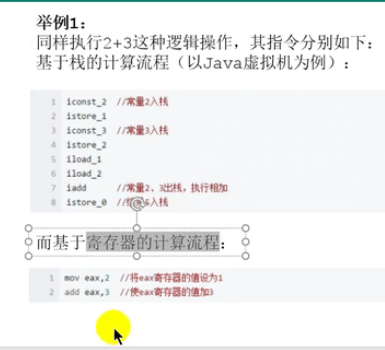 举例1:
同样执行2+3这种逻辑操作，其指令分别如下:
基于栈的计算流程（以Java虚拟机为例）:
1 iconst_2 //常量2入栈
2 istore_1
3 iconst_3 //常量3入栈
4 istore_2
5 iload_1
6 iload_2
7 iadd //常量2、3出栈，执行相加
8 istore_0 //结果5入栈
而基于寄存器的计算流程:
1 mov eax,2 //将eax寄存器的值设为1
2 add eax,3 //使eax寄存器的值加3